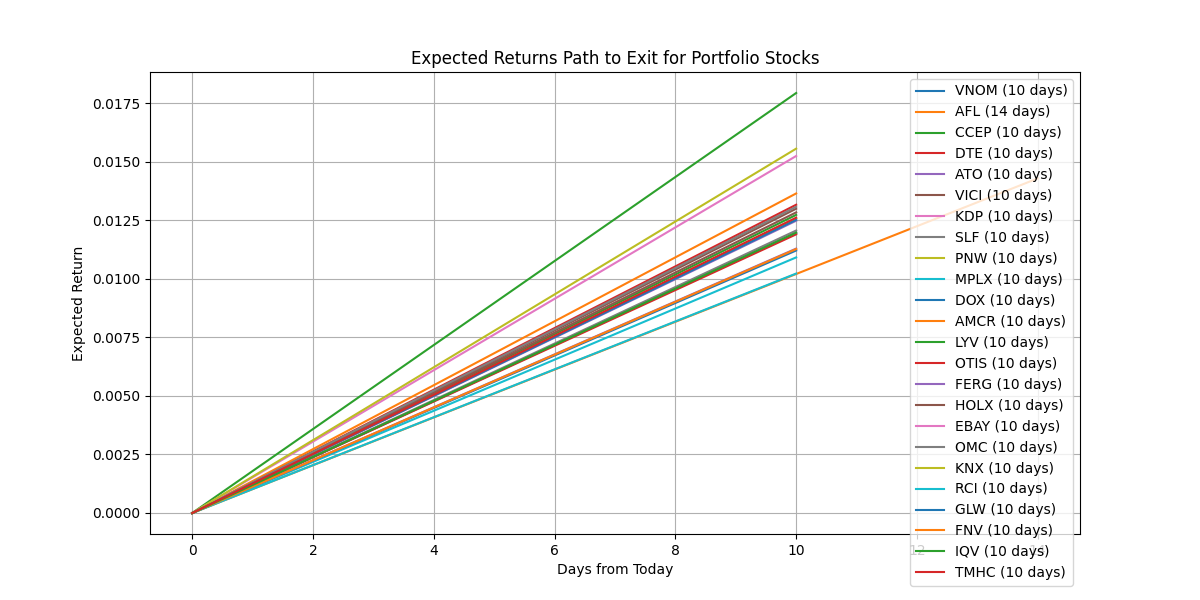 Expected Returns Path to Exit for Portfolio Stocks
Expected Return
0.0175
0.0150
0.0125
0.0100
0.0075
0.0050
0.0025
0.0000
0 2 4 6 8 10 12
Days from Today
VNOM (10 days)
AFL (14 days)
CCEP (10 days)
DTE (10 days)
ATO (10 days)
VICI (10 days)
KDP (10 days)
SLF (10 days)
PNW (10 days)
MPLX (10 days)
DOX (10 days)
AMCR (10 days)
LYV (10 days)
OTIS (10 days)
FERG (10 days)
HOLX (10 days)
EBAY (10 days)
OMC (10 days)
KNX (10 days)
RCI (10 days)
GLW (10 days)
FNV (10 days)
IQV (10 days)
TMHC (10 days)